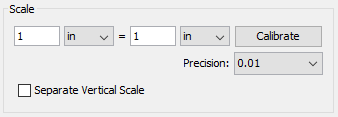 Scale
1 in = 1 in Calibrate
Precision: 0.01
Separate Vertical Scale